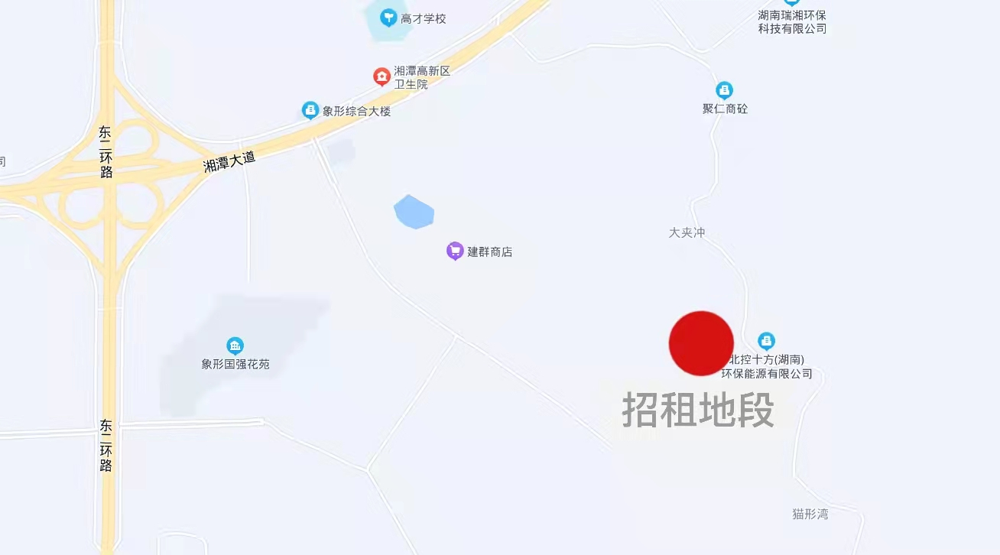 高才学校
湖南瑞湘环保
科技有限公司
湘潭高新区
卫生院
聚仁商砼
象形综合大楼
东二环路
司
湘潭大道
大夹冲
建群商店
象形国强花苑
北控十方(湖南)
环保能源有限公司
招租地段
东二环路
猫形湾